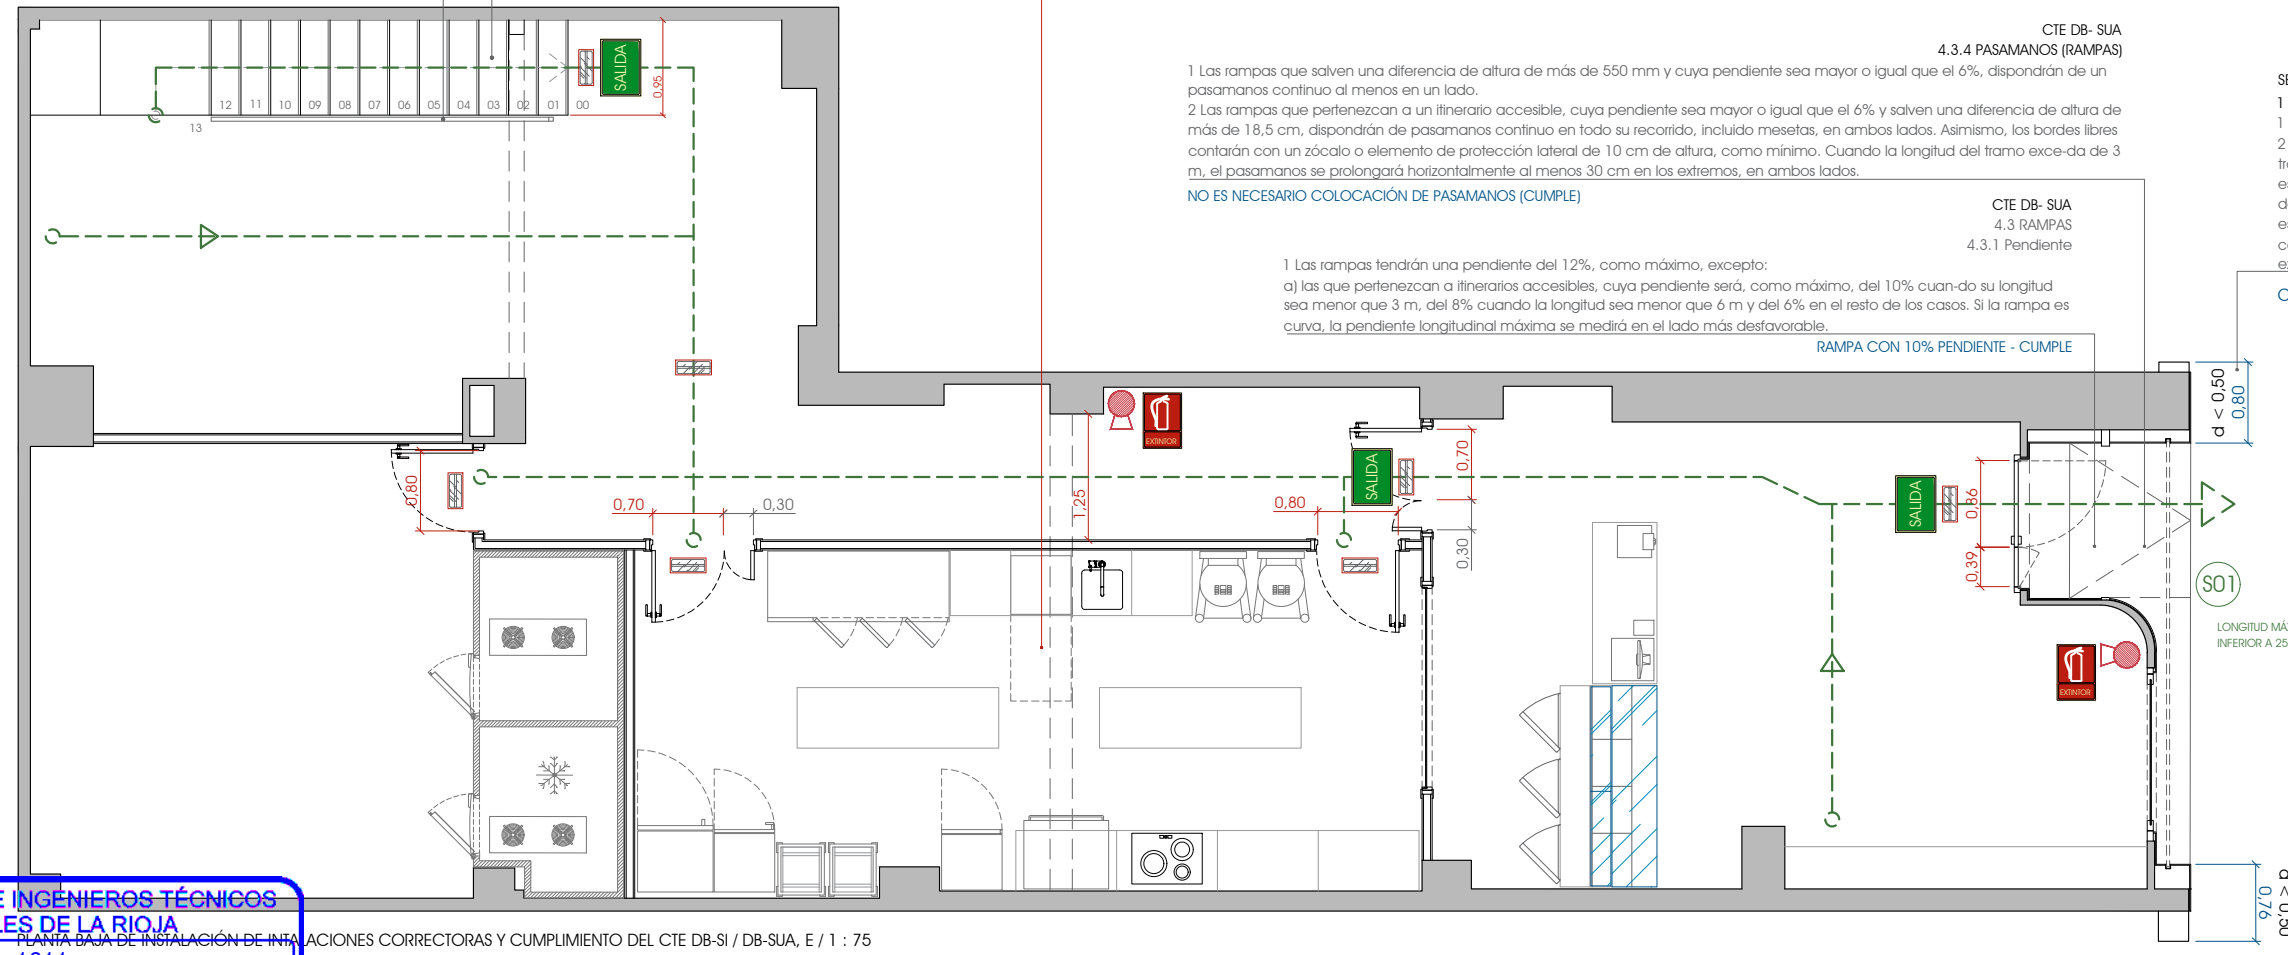 CTE DB- SUA
4.3.4 PASAMANOS (RAMPAS)
1 Las rampas que salven una diferencia de altura de más de 550 mm y cuya pendiente sea mayor o igual que el 6%, dispondrán de un
pasamanos continuo al menos en un lado.
2 Las rampas que pertenezcan a un itinerario accesible, cuya pendiente sea mayor o igual que el 6% y salven una diferencia de altura de
más de 18,5 cm, dispondrán de pasamanos continuo en todo su recorrido, incluido mesetas, en ambos lados. Asimismo, los bordes libres
contarán con un zócalo o elemento de protección lateral de 10 cm de altura, como mínimo. Cuando la longitud del tramo exce-da de 3
m, el pasamanos se prolongará horizontalmente al menos 30 cm en los extremos, en ambos lados.
NO ES NECESARIO COLOCACIÓN DE PASAMANOS (CUMPLE)
CTE DB- SUA
4.3 RAMPAS
4.3.1 Pendiente
1 Las rampas tendrán una pendiente del 12%, como máximo, excepto:
a) las que pertenezcan a itinerarios accesibles, cuya pendiente será, como máximo, del 10% cuan-do su longitud
sea menor que 3 m, del 8% cuando la longitud sea menor que 6 m y del 6% en el resto de los casos. Si la rampa es
curva, la pendiente longitudinal máxima se medirá en el lado más desfavorable.
RAMPA CON 10% PENDIENTE - CUMPLE
SALIDA
0,95
12 11 10 09 08 07 06 05 04 03 02 01 00
13
d < 0,50
0,80
EXTINTOR
0,80
0,70
0,30
1,25
0,80
SALIDA
0,70
0,30
SALIDA
0,86
0,39
S01
LONGITUD MÁ
INFERIOR A 25
EXTINTOR
0,76
d > 0,50
E INGENIEROS TÉCNICOS
LES DE LA RIOJA
PLANTA BAJA DE INSTALACIÓN DE INTALACIONES CORRECTORAS Y CUMPLIMIENTO DEL CTE DB-SI / DB-SUA, E / 1 : 75